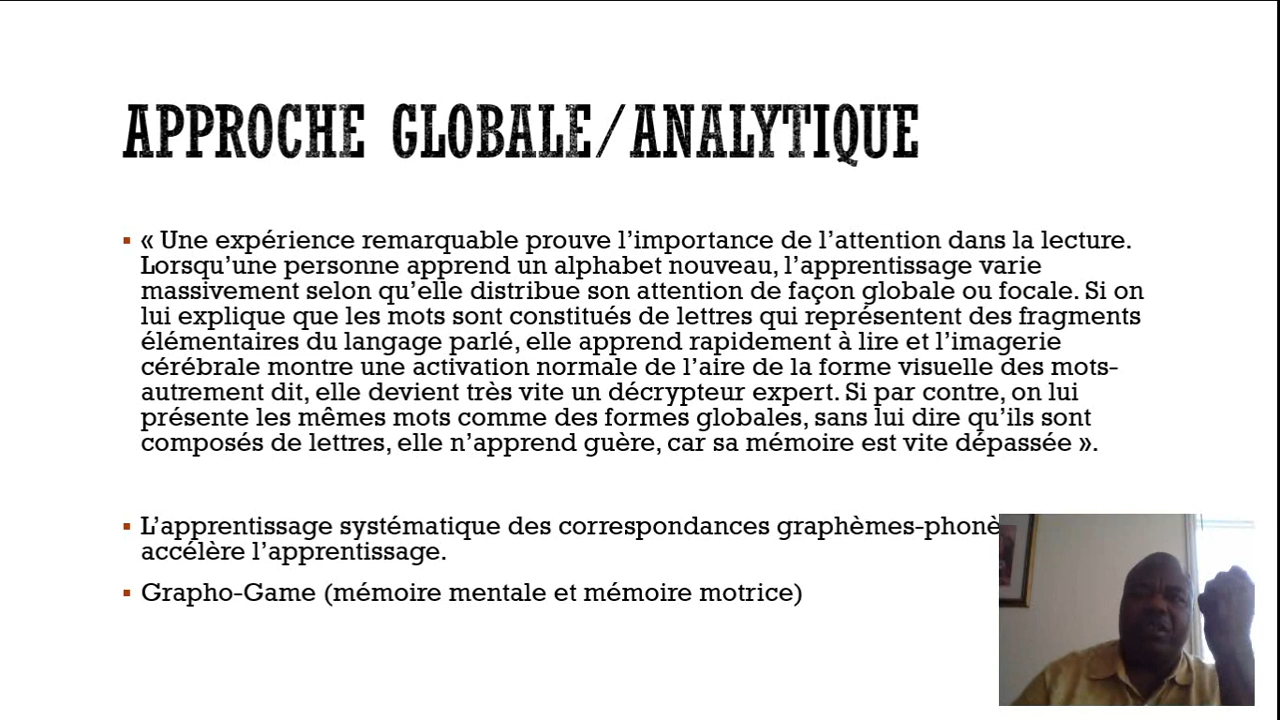 APPROCHE GLOBALE/ANALYTIQUE
« Une expérience remarquable prouve l’importance de l’attention dans la lecture.
Lorsqu’une personne apprend un alphabet nouveau, l’apprentissage varie
massivement selon qu’elle distribue son attention de façon globale ou focale. Si on
lui explique que les mots sont constitués de lettres qui représentent des fragments
élémentaires du langage parlé, elle apprend rapidement à lire et l’imagerie
cérébrale montre une activation normale de l’aire de la forme visuelle des mots-
autrement dit, elle devient très vite un décrypteur expert. Si par contre, on lui
présente les mêmes mots comme des formes globales, sans lui dire qu’ils sont
composés de lettres, elle n’apprend guère, car sa mémoire est vite dépassée ».
L’apprentissage systématique des correspondances graphèmes-phonè
accélère l’apprentissage.
Grapho-Game (mémoire mentale et mémoire motrice)